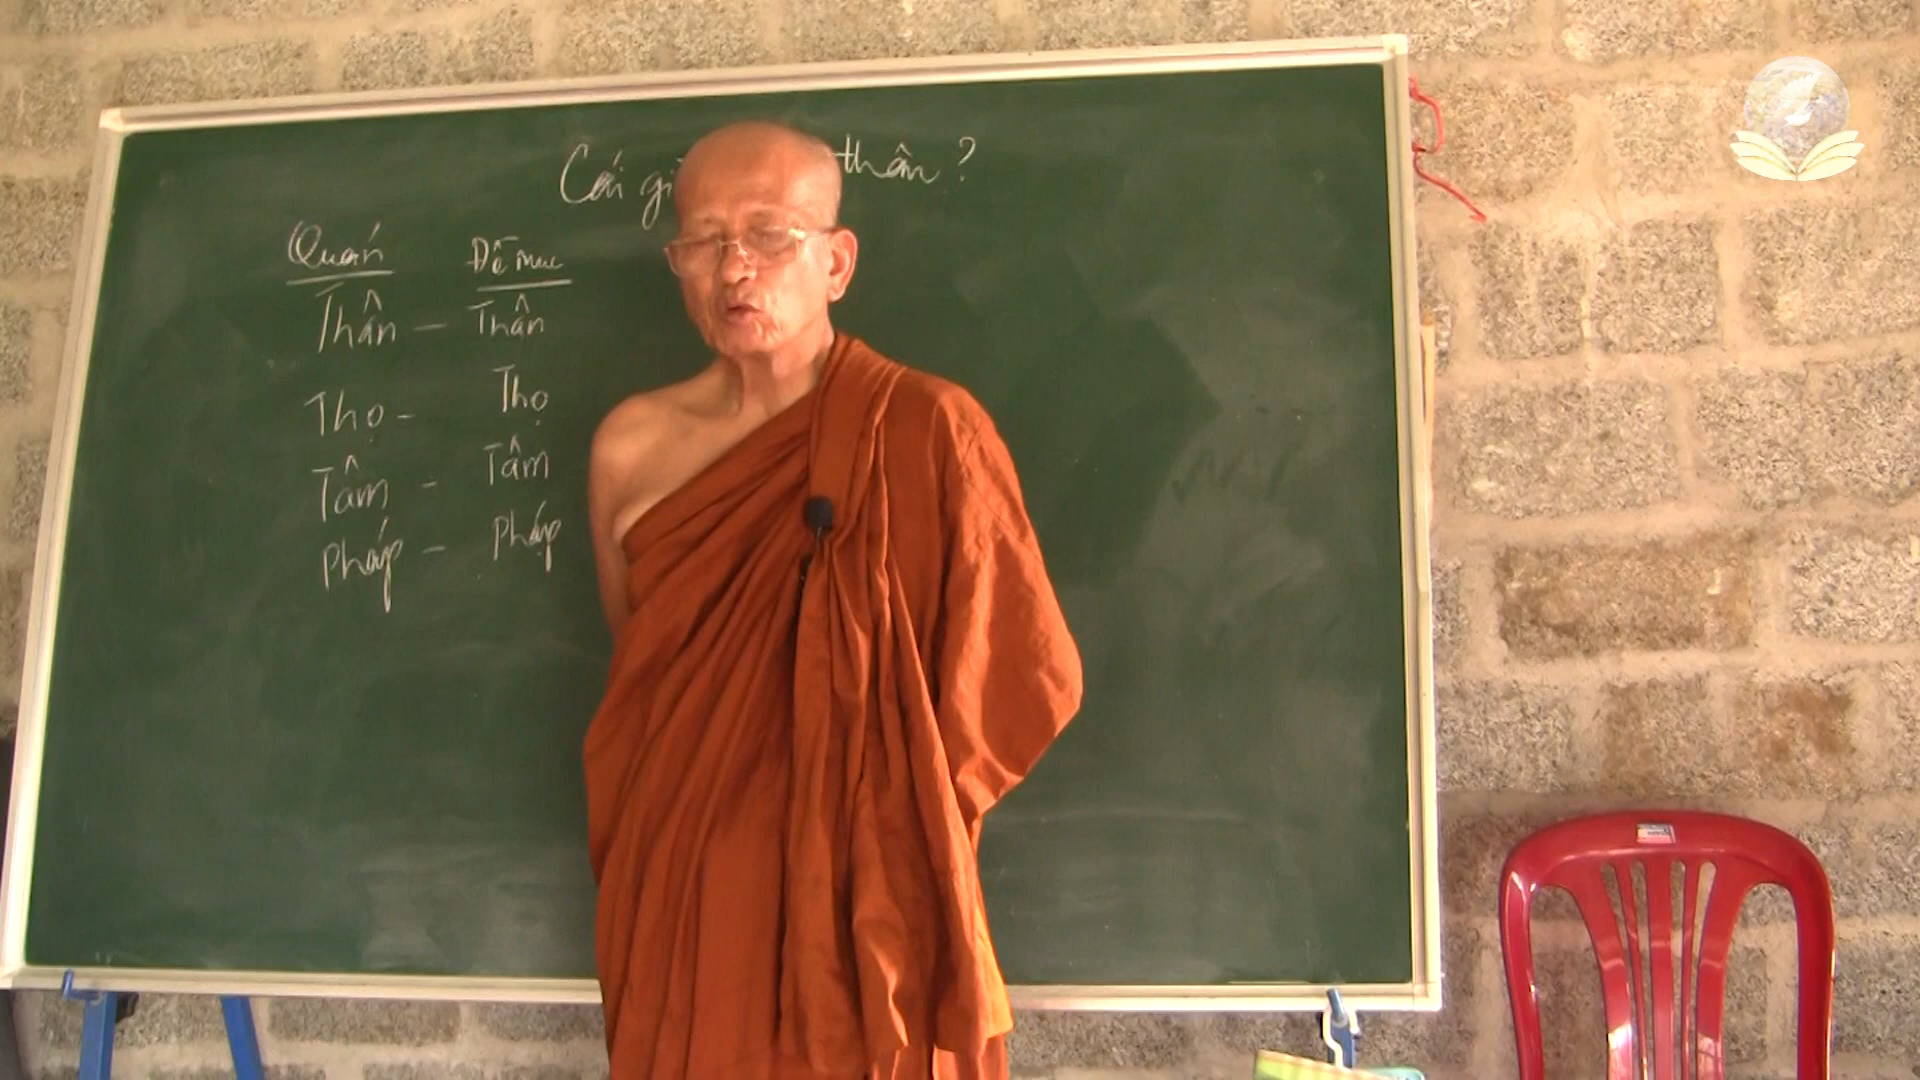 Cái gì thân ?
Quán Đề mục
Thân - Thân
Thọ - Thọ
Tâm - Tâm
Pháp - Pháp